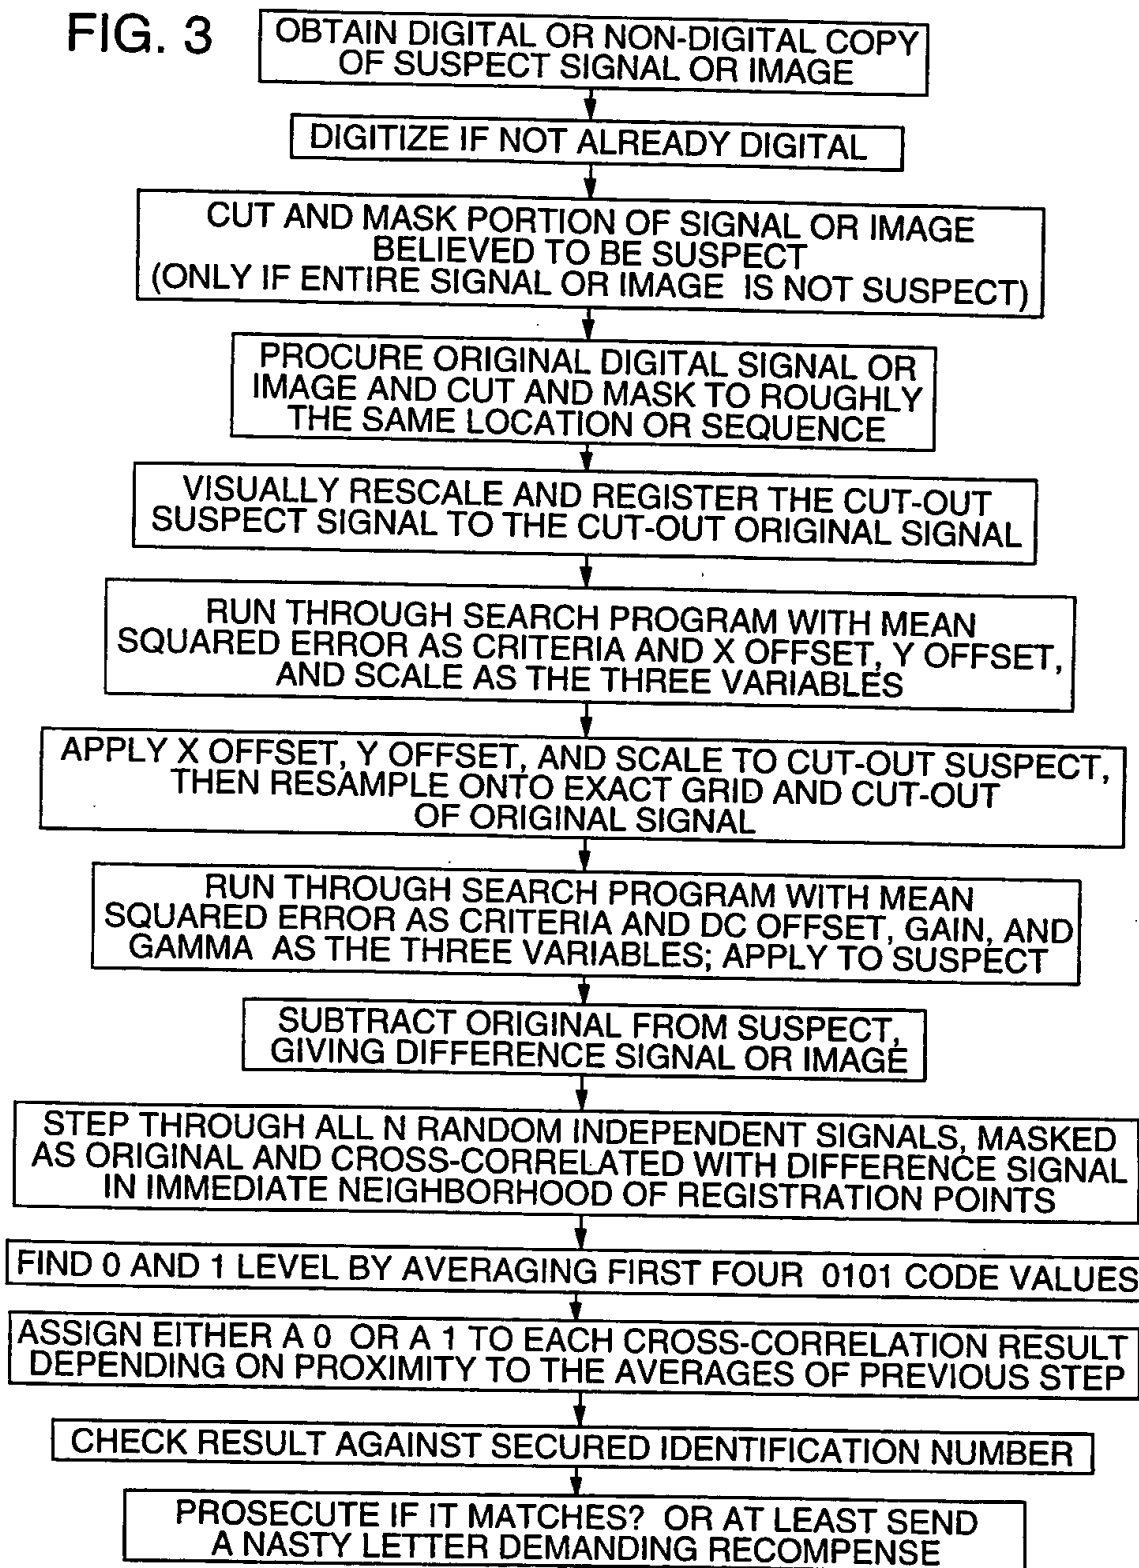 FIG. 3
OBTAIN DIGITAL OR NON-DIGITAL COPY
OF SUSPECT SIGNAL OR IMAGE
DIGITIZE IF NOT ALREADY DIGITAL
CUT AND MASK PORTION OF SIGNAL OR IMAGE
BELIEVED TO BE SUSPECT
(ONLY IF ENTIRE SIGNAL OR IMAGE IS NOT SUSPECT)
PROCURE ORIGINAL DIGITAL SIGNAL OR
IMAGE AND CUT AND MASK TO ROUGHLY
THE SAME LOCATION OR SEQUENCE
VISUALLY RESCALE AND REGISTER THE CUT-OUT
SUSPECT SIGNAL TO THE CUT-OUT ORIGINAL SIGNAL
RUN THROUGH SEARCH PROGRAM WITH MEAN
SQUARED ERROR AS CRITERIA AND X OFFSET, Y OFFSET,
AND SCALE AS THE THREE VARIABLES
APPLY X OFFSET, Y OFFSET, AND SCALE TO CUT-OUT SUSPECT,
THEN RESAMPLE ONTO EXACT GRID AND CUT-OUT
OF ORIGINAL SIGNAL
RUN THROUGH SEARCH PROGRAM WITH MEAN
SQUARED ERROR AS CRITERIA AND DC OFFSET, GAIN, AND
GAMMA AS THE THREE VARIABLES; APPLY TO SUSPECT
SUBTRACT ORIGINAL FROM SUSPECT,
GIVING DIFFERENCE SIGNAL OR IMAGE
STEP THROUGH ALL N RANDOM INDEPENDENT SIGNALS, MASKED
AS ORIGINAL AND CROSS-CORRELATED WITH DIFFERENCE SIGNAL
IN IMMEDIATE NEIGHBORHOOD OF REGISTRATION POINTS
FIND 0 AND 1 LEVEL BY AVERAGING FIRST FOUR 0101 CODE VALUES
ASSIGN EITHER A 0 OR A 1 TO EACH CROSS-CORRELATION RESULT
DEPENDING ON PROXIMITY TO THE AVERAGES OF PREVIOUS STEP
CHECK RESULT AGAINST SECURED IDENTIFICATION NUMBER
PROSECUTE IF IT MATCHES? OR AT LEAST SEND
A NASTY LETTER DEMANDING RECOMPENSE